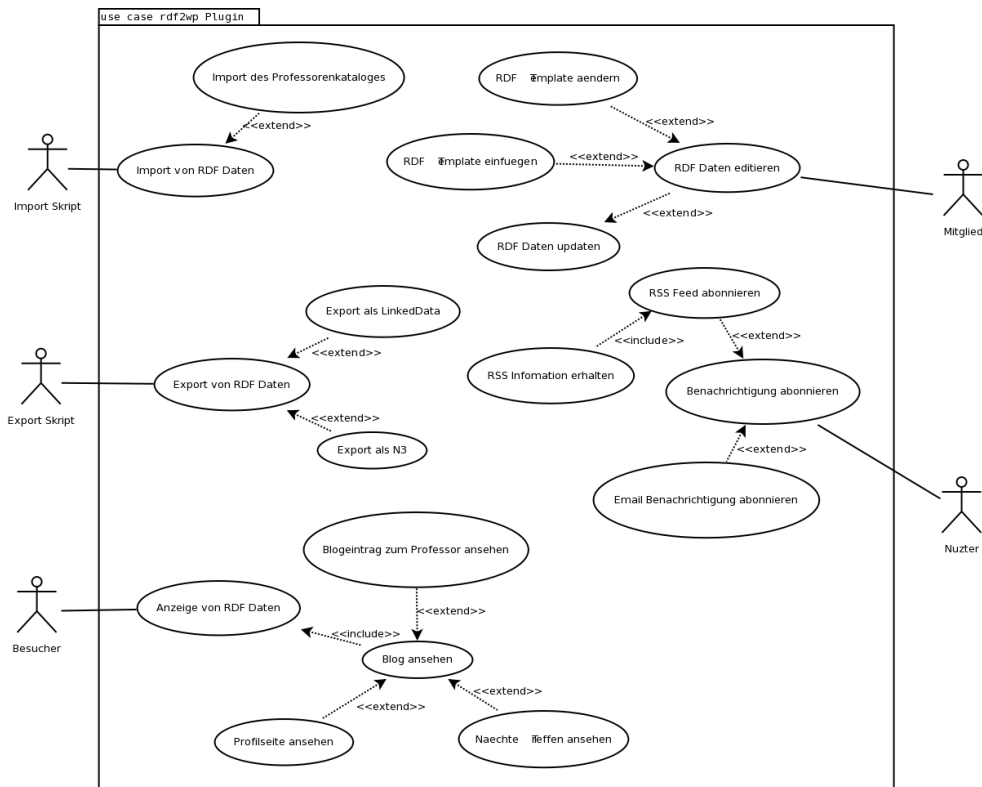 use case rdf2wp Plugin
Import des Professorenkataloges
RDF Template aendern
<<extend>>
<<extend>>
Import von RDF Daten
RDF Template einfuegen
<<extend>>
RDF Daten editieren
Import Skript
<<extend>>
Mitglied
RDF Daten updaten
RSS Feed abonnieren
Export als LinkedData
<<extend>>
<<include>>
<<extend>>
Export von RDF Daten
RSS Infomation erhalten
Benachrichtigung abonnieren
Export Skript
<<extend>>
Export als N3
<<extend>>
Email Benachrichtigung abonnieren
Nuzter
Blogeintrag zum Professor ansehen
Anzeige von RDF Daten
<<extend>>
<<include>>
Besucher
Blog ansehen
<<extend>>
<<extend>>
Profilseite ansehen
Naechte Teffen ansehen